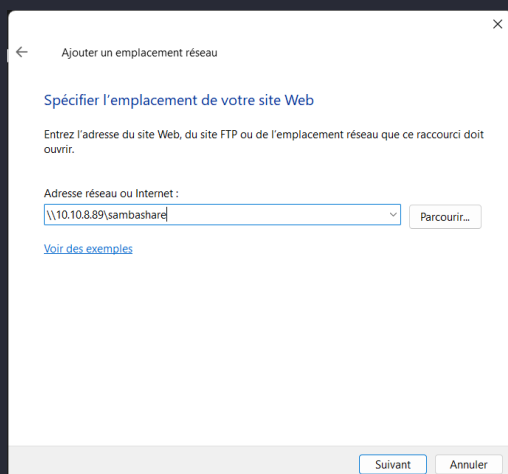 Ajouter un emplacement réseau
Spécifier l’emplacement de votre site Web
Entrez l’adresse du site Web, du site FTP ou de l’emplacement réseau que ce raccourci doit
ouvrir.
Adresse réseau ou Internet :
\\10.10.8.89\sambashare
Parcourir...
Voir des exemples
Suivant
Annuler